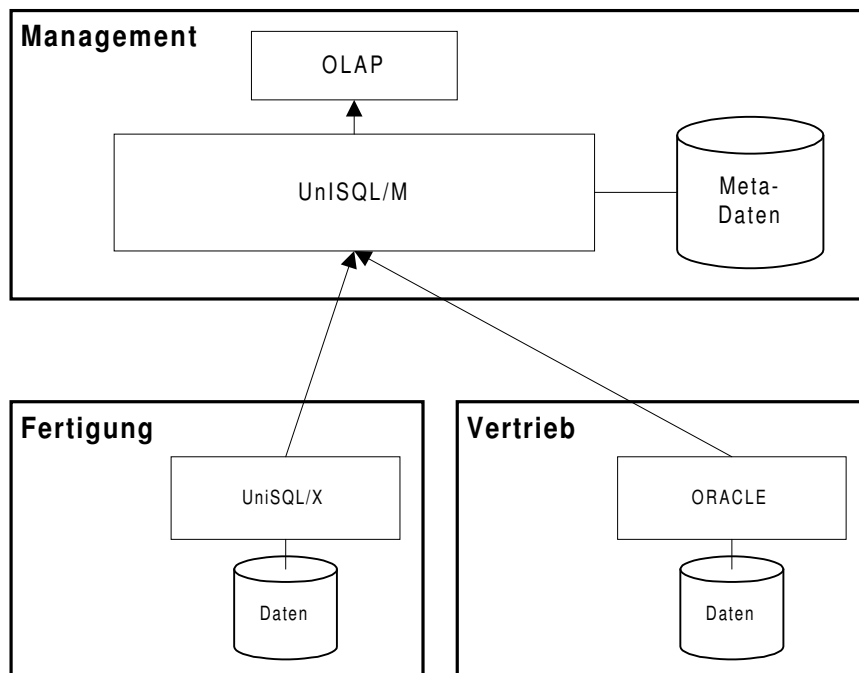 Management
OLAP
UnISQL/M
Meta-
Daten
Fertigung
UniSQL/X
Daten
Vertrieb
ORACLE
Daten